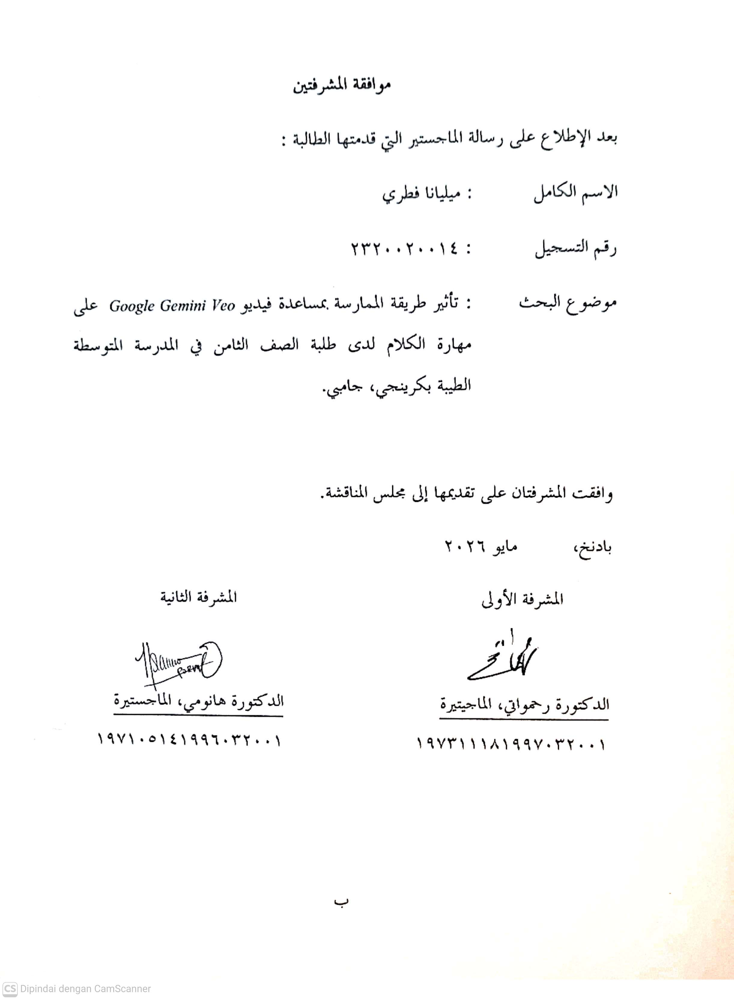 موافقة المشرفتين
بعد الإطلاع على رسالة الماجستير التي قدمتها الطالبة :
الاسم الكامل : ميليانا فطري
رقم التسجيل : ٢٣٢٠٠٢٠٠١٤
موضوع البحث : تأثير طريقة الممارسة بمساعدة فيديو Google Gemini Veo على
مهارة الكلام لدى طلبة الصف الثامن في المدرسة المتوسطة
الطيبة بكرينجي، جامبي.
وافقت المشرفتان على تقديمها إلى مجلس المناقشة.
بادنخ، مايو ٢٠٢٦
المشرفة الأولى المشرفة الثانية
الدكتورة رحمواتي، الماجيتيرة الدكتورة هانومي، الماجستيرة
١٩٧٣١١١٨١٩٩٧٠٣٢٠٠١ ١٩٧١٠٥١٤١٩٩٦٠٣٢٠٠١
ب
CS Dipindai dengan CamScanner